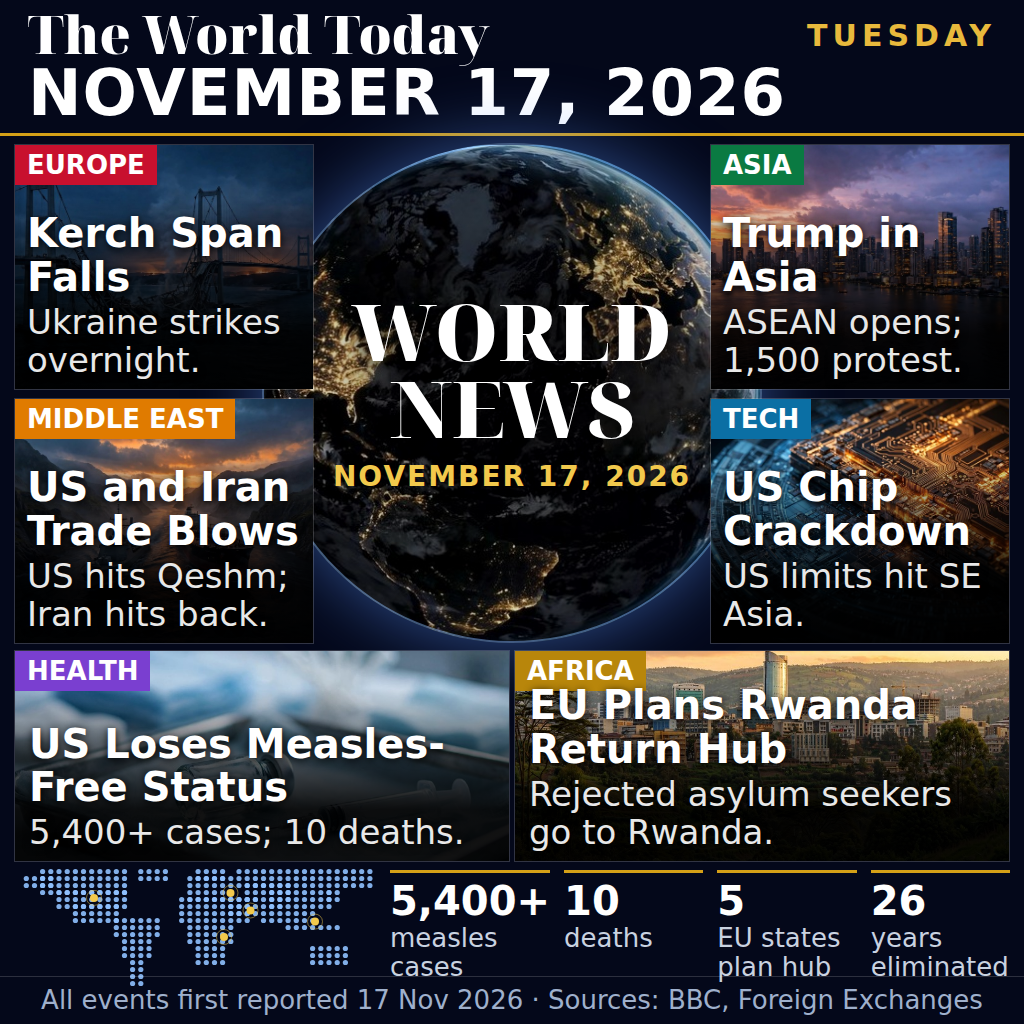 The World Today
TUESDAY
NOVEMBER 17, 2026
EUROPE
Kerch Span
Falls
Ukraine strikes
overnight.
ASIA
Trump in
Asia
ASEAN opens;
1,500 protest.
WORLD
NEWS
NOVEMBER 17, 2026
MIDDLE EAST
US and Iran
Trade Blows
US hits Qeshm;
Iran hits back.
TECH
US Chip
Crackdown
US limits hit SE
Asia.
HEALTH
US Loses Measles-
Free Status
5,400+ cases; 10 deaths.
AFRICA
EU Plans Rwanda
Return Hub
Rejected asylum seekers
go to Rwanda.
5,400+
measles
cases
10
deaths
5
EU states
plan hub
26
years
eliminated
All events first reported 17 Nov 2026 · Sources: BBC, Foreign Exchanges